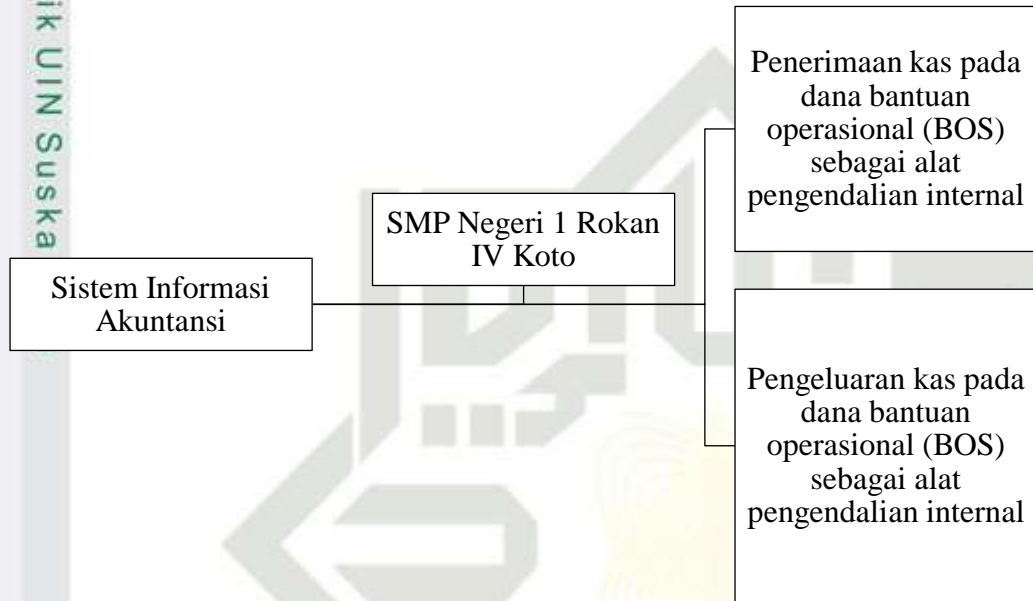 ik UIN Suska
Penerimaan kas pada
dana bantuan
operasional (BOS)
sebagai alat
pengendalian internal
SMP Negeri 1 Rokan
IV Koto
Sistem Informasi
Akuntansi
Pengeluaran kas pada
dana bantuan
operasional (BOS)
sebagai alat
pengendalian internal